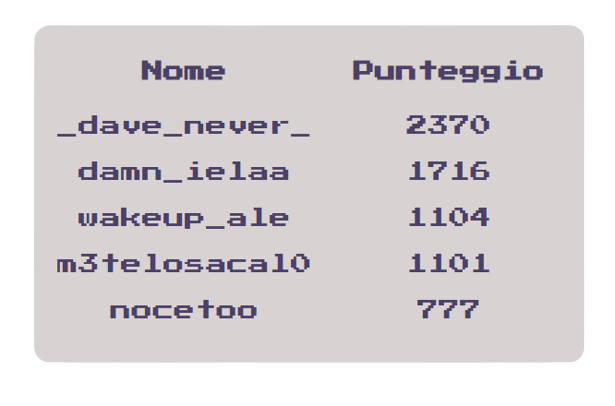 Nome Punteggio
_dave_never_ 2370
damn_ielaa 1716
wakeup_ale 1104
m3telosacal0 1101
nocetoo 777